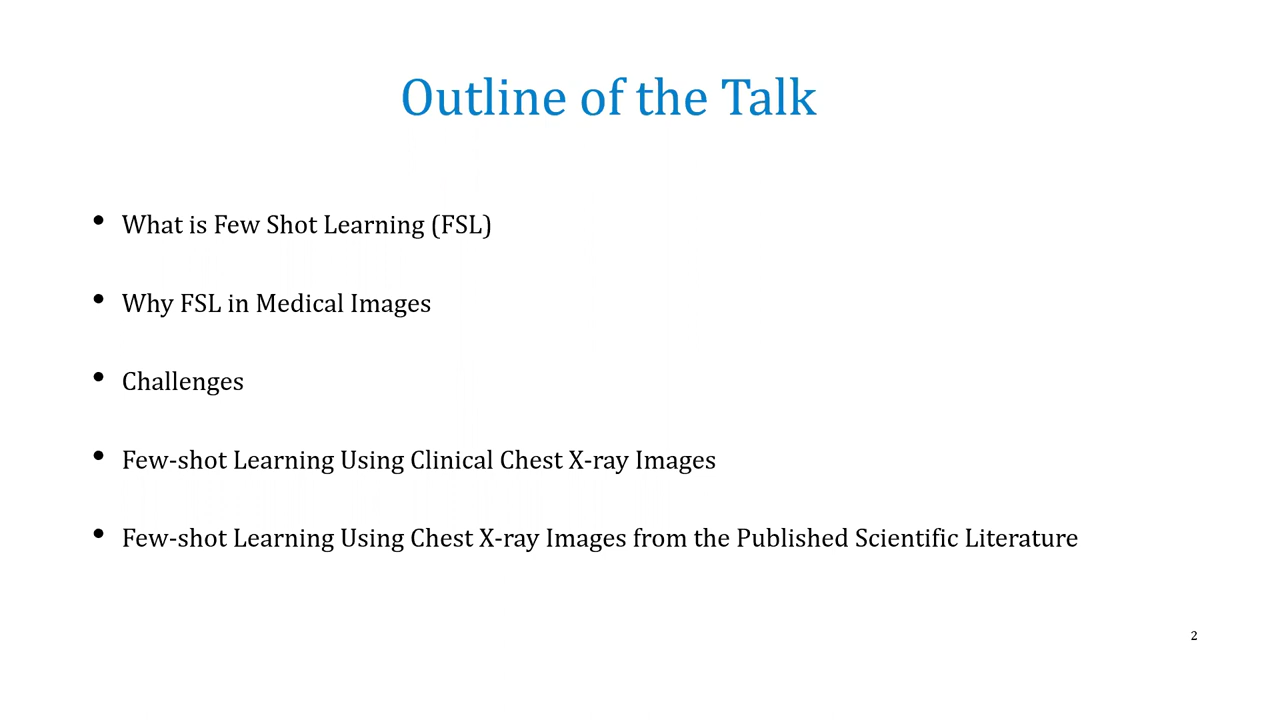 Outline of the Talk
• What is Few Shot Learning (FSL)
• Why FSL in Medical Images
• Challenges
• Few-shot Learning Using Clinical Chest X-ray Images
• Few-shot Learning Using Chest X-ray Images from the Published Scientific Literature
2